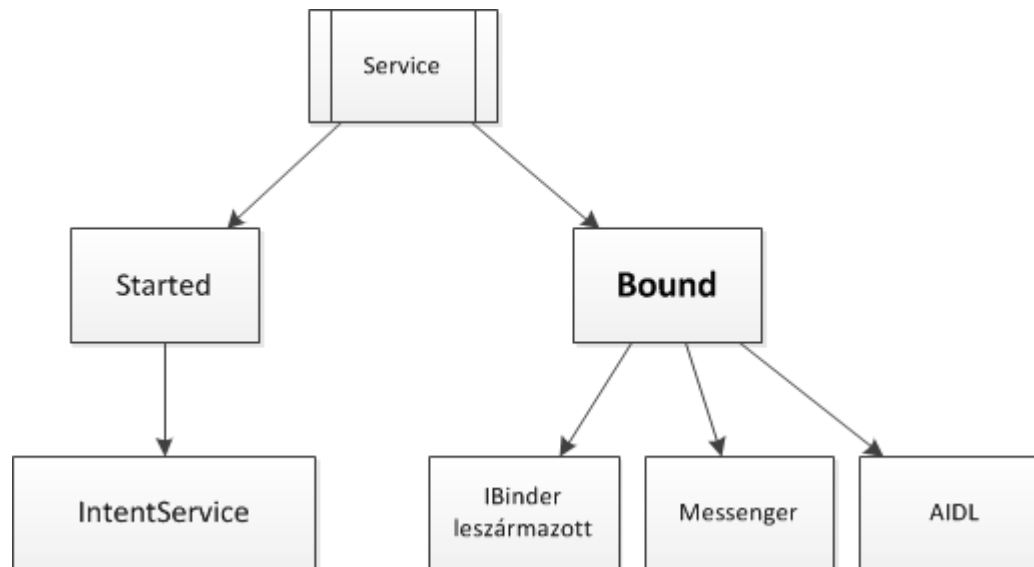 Service
Started
Bound
IntentService
IBinder
leszármazott
Messenger
AIDL